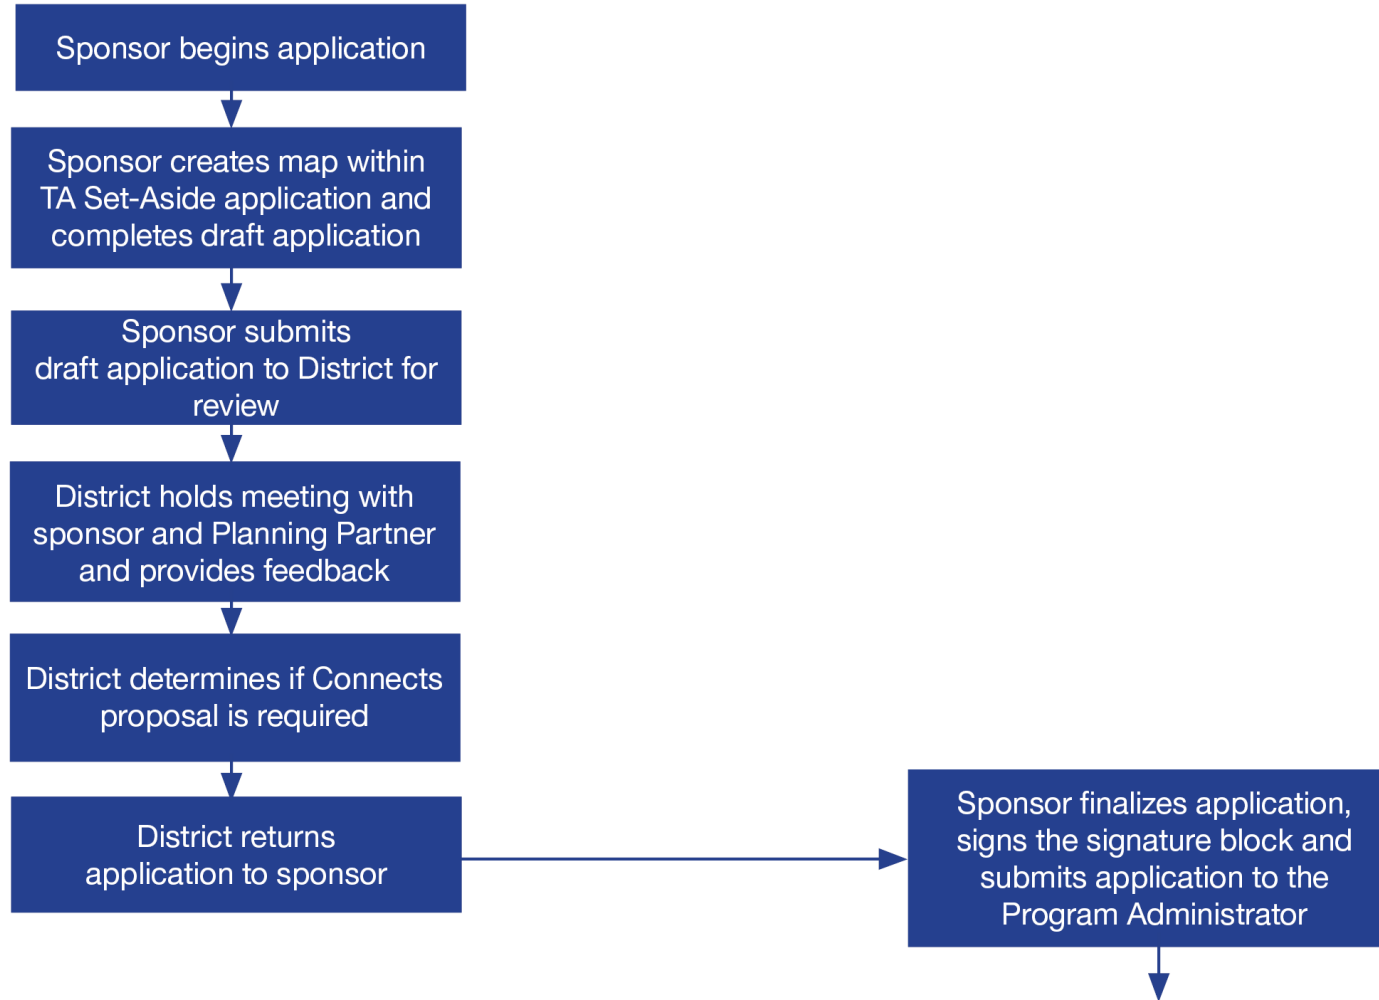 Sponsor begins application
Sponsor creates map within
TA Set-Aside application and
completes draft application
Sponsor submits
draft application to District for
review
District holds meeting with
sponsor and Planning Partner
and provides feedback
District determines if Connects
proposal is required
District returns
application to sponsor
Sponsor finalizes application,
signs the signature block and
submits application to the
Program Administrator